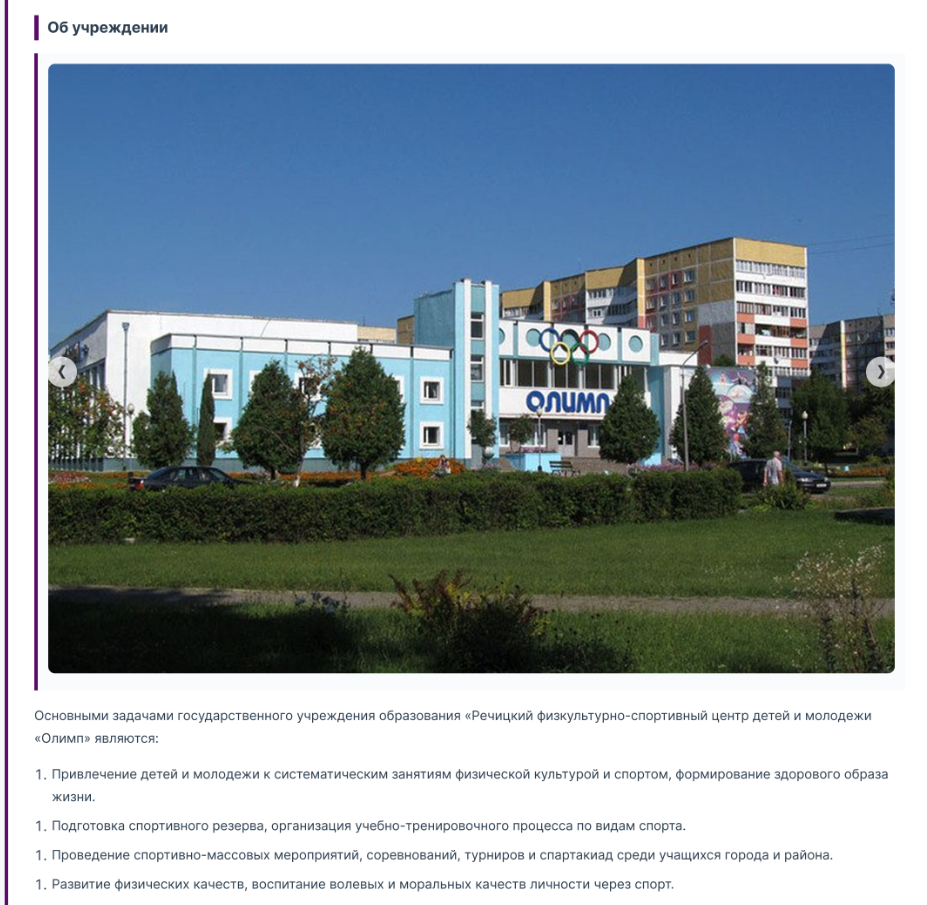 Об учреждении
ОЛИМП
Основными задачами государственного учреждения образования «Речицкий физкультурно-спортивный центр детей и молодежи
«Олимп» являются:
1. Привлечение детей и молодежи к систематическим занятиям физической культурой и спортом, формирование здорового образа
жизни.
1. Подготовка спортивного резерва, организация учебно-тренировочного процесса по видам спорта.
1. Проведение спортивно-массовых мероприятий, соревнований, турниров и спартакиад среди учащихся города и района.
1. Развитие физических качеств, воспитание волевых и моральных качеств личности через спорт.